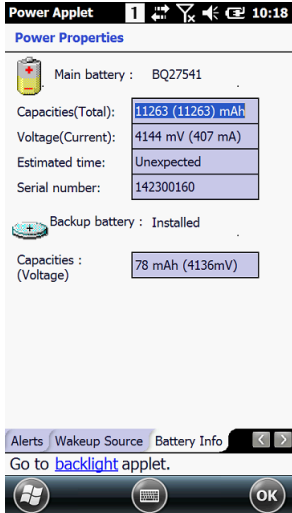 Power Applet 1 10:18
Power Properties
Main battery : BQ27541
Capacities(Total): 11263 (11263) mAh
Voltage(Current): 4144 mV (407 mA)
Estimated time: Unexpected
Serial number: 142300160
Backup battery : Installed
Capacities : 
(Voltage) 78 mAh (4136mV)
Alerts Wakeup Source Battery Info
Go to backlight applet.
OK